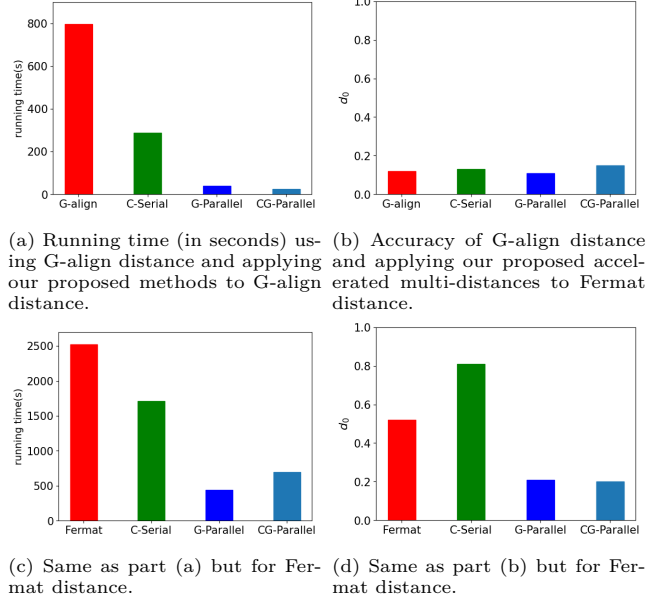 800
600
400
200
0
running time(s)
G-align C-Serial G-Parallel CG-Parallel
1.0
0.8
0.6
0.4
0.2
0.0
d0
G-align C-Serial G-Parallel CG-Parallel
(a) Running time (in seconds) us-
ing G-align distance and applying
our proposed methods to G-align
distance.
(b) Accuracy of G-align distance
and applying our proposed accel-
erated multi-distances to Fermat
distance.
2500
2000
1500
1000
500
0
running time(s)
Fermat C-Serial G-Parallel CG-Parallel
1.0
0.8
0.6
0.4
0.2
0.0
d0
Fermat C-Serial G-Parallel CG-Parallel
(c) Same as part (a) but for Fer-
mat distance.
(d) Same as part (b) but for Fer-
mat distance.